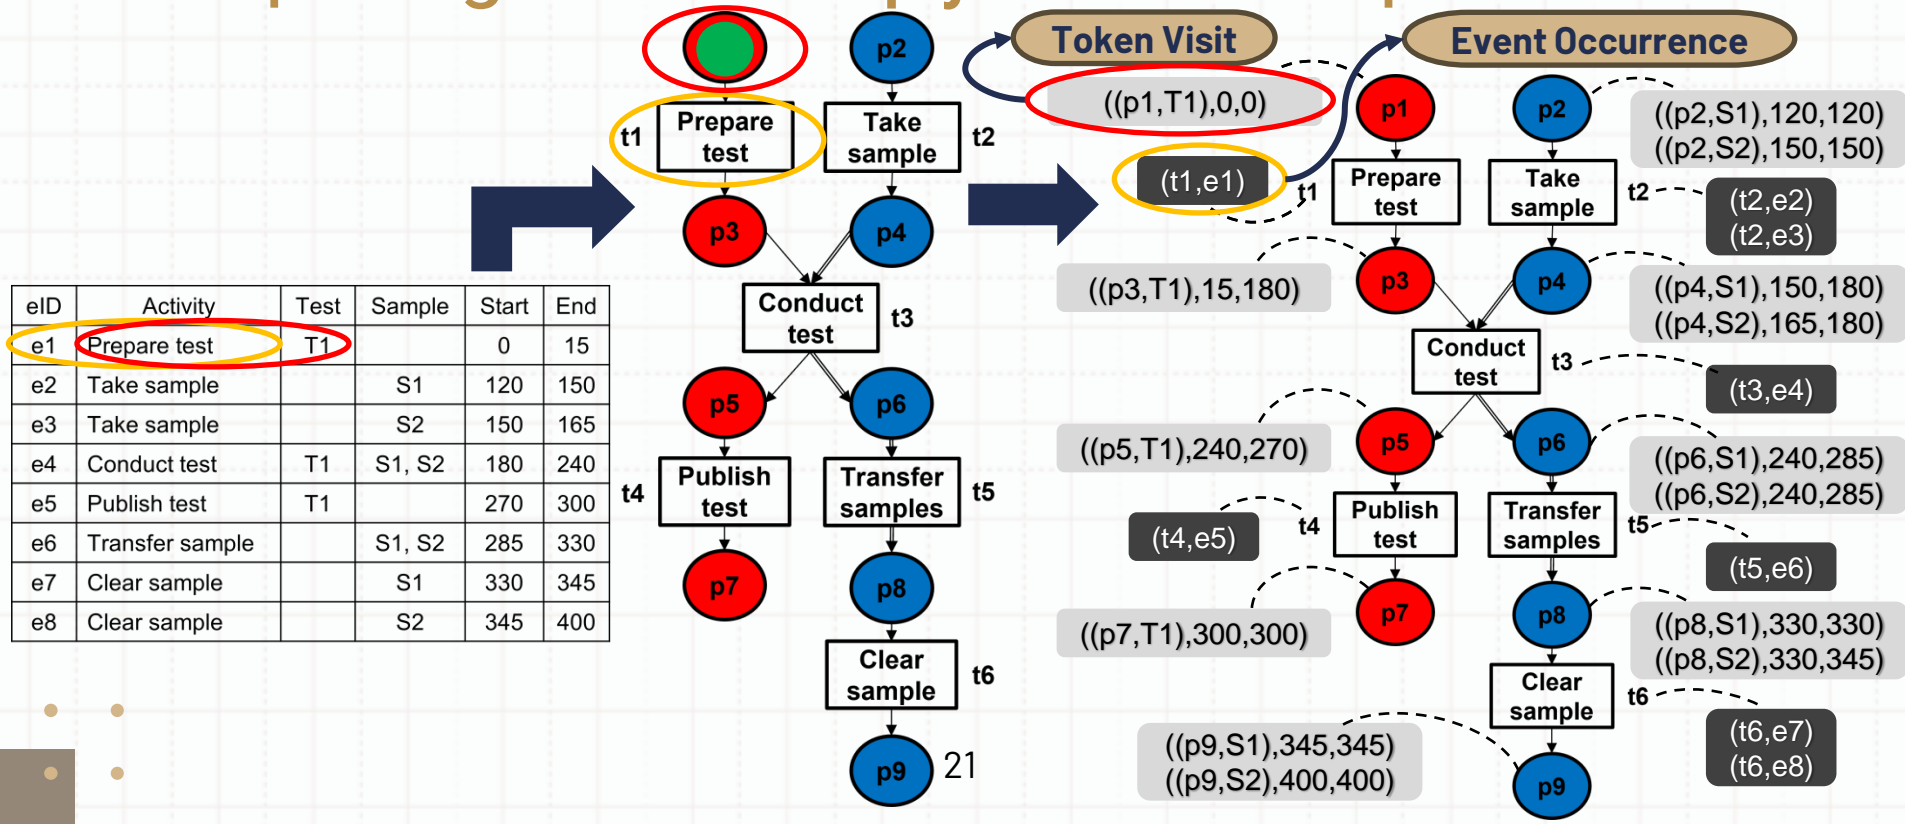 eID Activity Test Sample Start End
e1 Prepare test T1 0 15
e2 Take sample S1 120 150
e3 Take sample S2 150 165
e4 Conduct test T1 S1, S2 180 240
e5 Publish test T1 270 300
e6 Transfer sample S1, S2 285 330
e7 Clear sample S1 330 345
e8 Clear sample S2 345 400
p2
t1
Prepare
test
Take
sample
t2
p3
p4
Conduct
test
t3
p5
p6
t4
Publish
test
Transfer
samples
t5
p7
p8
Clear
sample
t6
p9
21
Token Visit
Event Occurrence
((p1,T1),0,0)
p1
p2
((p2,S1),120,120)
((p2,S2),150,150)
(t1,e1)
t1
Prepare
test
Take
sample
t2
(t2,e2)
(t2,e3)
((p3,T1),15,180)
p3
p4
((p4,S1),150,180)
((p4,S2),165,180)
Conduct
test
t3
(t3,e4)
((p5,T1),240,270)
p5
p6
((p6,S1),240,285)
((p6,S2),240,285)
(t4,e5)
t4
Publish
test
Transfer
samples
t5
(t5,e6)
((p7,T1),300,300)
p7
p8
((p8,S1),330,330)
((p8,S2),330,345)
Clear
sample
t6
(t6,e7)
(t6,e8)
((p9,S1),345,345)
((p9,S2),400,400)
p9